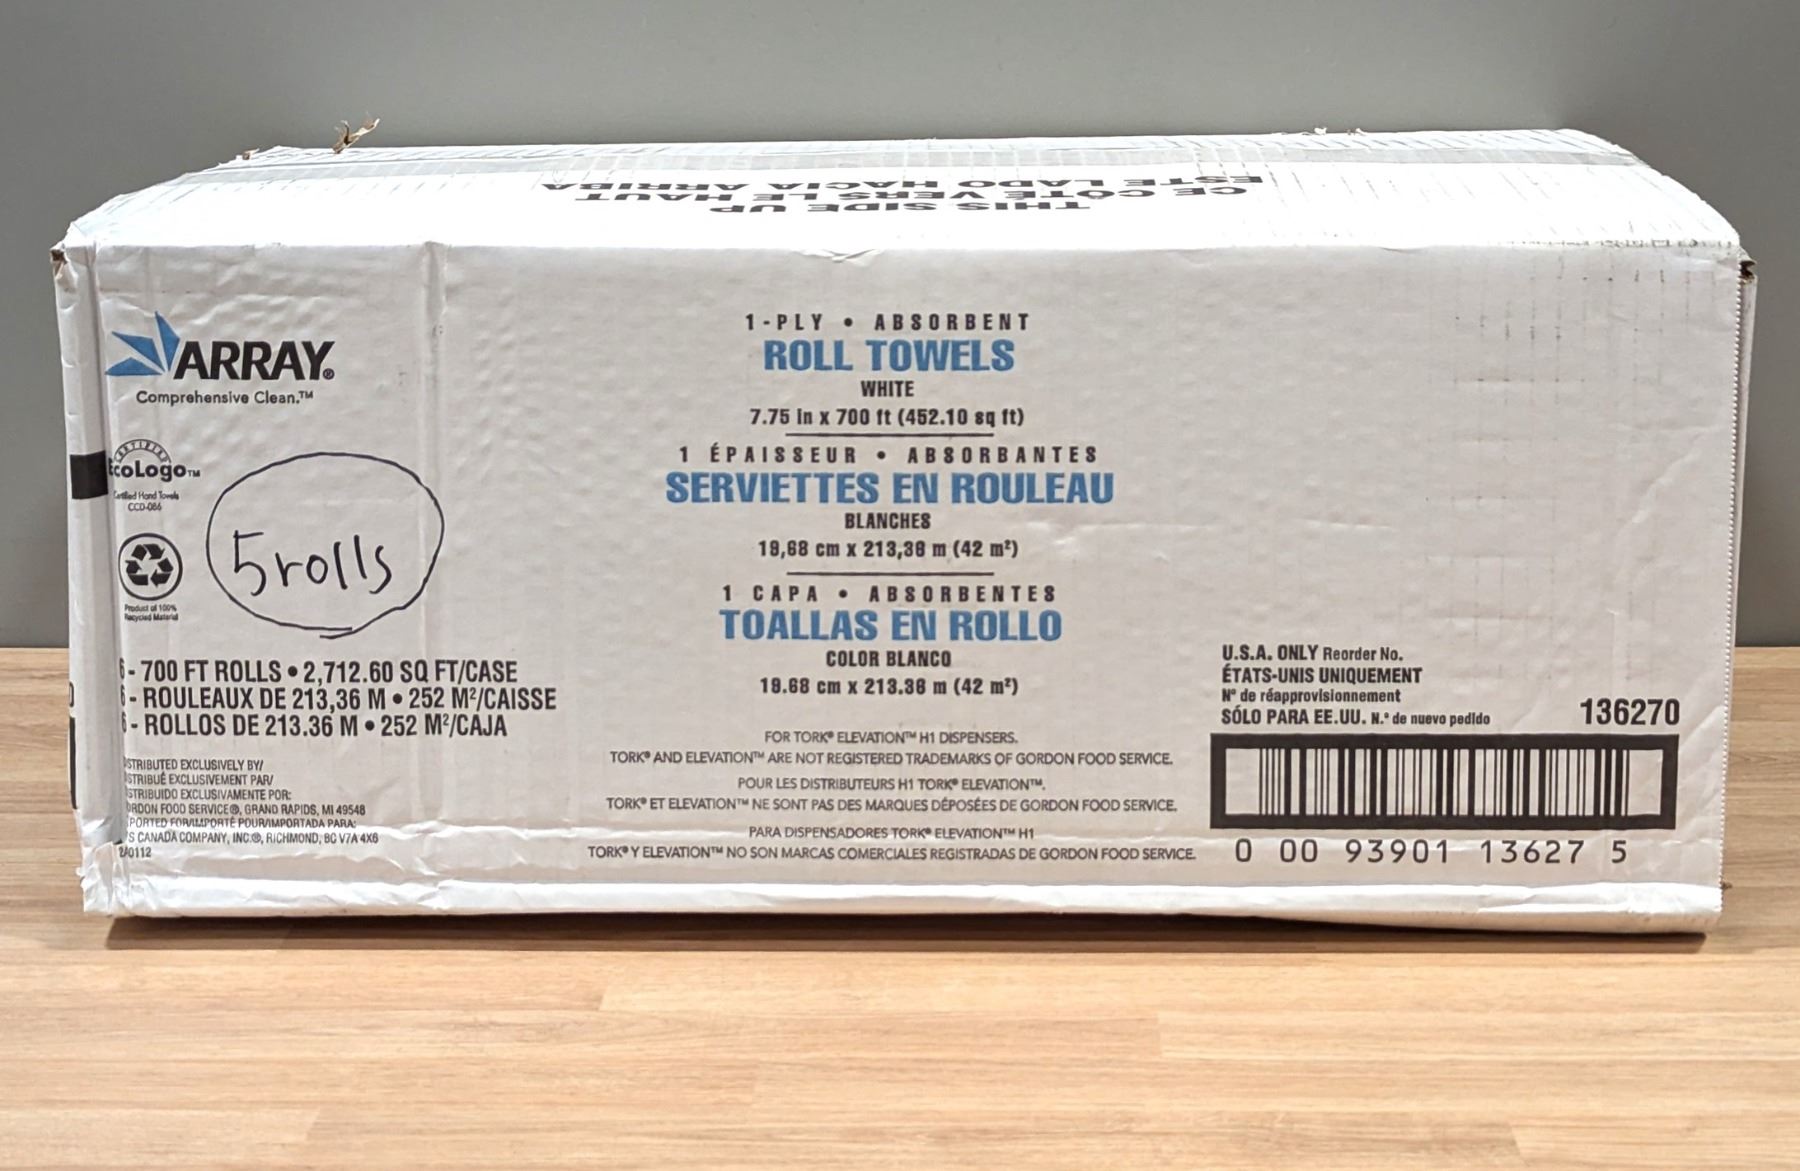 THIS SIDE UP
CE CÔTÉ VERS LE HAUT
ESTE LADO HACIA ARRIBA
ARRAY®
Comprehensive Clean.™
CERTIFIED
EcoLogo™
Certified Hand Towels
CCD-086
Product of 100%
Recycled Material
5 rolls
6 - 700 FT ROLLS • 2,712.60 SQ FT/CASE
6 - ROULEAUX DE 213,36 M • 252 M²/CAISSE
6 - ROLLOS DE 213.36 M • 252 M²/CAJA
ISTRIBUTED EXCLUSIVELY BY/
ISTRIBUÉ EXCLUSIVEMENT PAR/
ISTRIBUIDO EXCLUSIVAMENTE POR:
ORDON FOOD SERVICE®, GRAND RAPIDS, MI 49548
PORTED FOR/IMPORTÉ POUR/IMPORTADA PARA:
'S CANADA COMPANY, INC.®, RICHMOND, BC V7A 4X6
1-PLY • ABSORBENT
ROLL TOWELS
WHITE
7.75 in x 700 ft (452.10 sq ft)
1 ÉPAISSEUR • ABSORBANTES
SERVIETTES EN ROULEAU
BLANCHES
19,68 cm x 213,36 m (42 m²)
1 CAPA • ABSORBENTES
TOALLAS EN ROLLO
COLOR BLANCO
19.68 cm x 213.36 m (42 m²)
FOR TORK® ELEVATION™ H1 DISPENSERS.
TORK® AND ELEVATION™ ARE NOT REGISTERED TRADEMARKS OF GORDON FOOD SERVICE.
POUR LES DISTRIBUTEURS H1 TORK® ELEVATION™.
TORK® ET ELEVATION™ NE SONT PAS DES MARQUES DÉPOSÉES DE GORDON FOOD SERVICE.
PARA DISPENSADORES TORK® ELEVATION™ H1
TORK® Y ELEVATION™ NO SON MARCAS COMERCIALES REGISTRADAS DE GORDON FOOD SERVICE.
U.S.A. ONLY Reorder No.
ÉTATS-UNIS UNIQUEMENT
N° de réapprovisionnement
SÓLO PARA EE.UU. N.° de nuevo pedido
136270
0 00 93901 13627 5